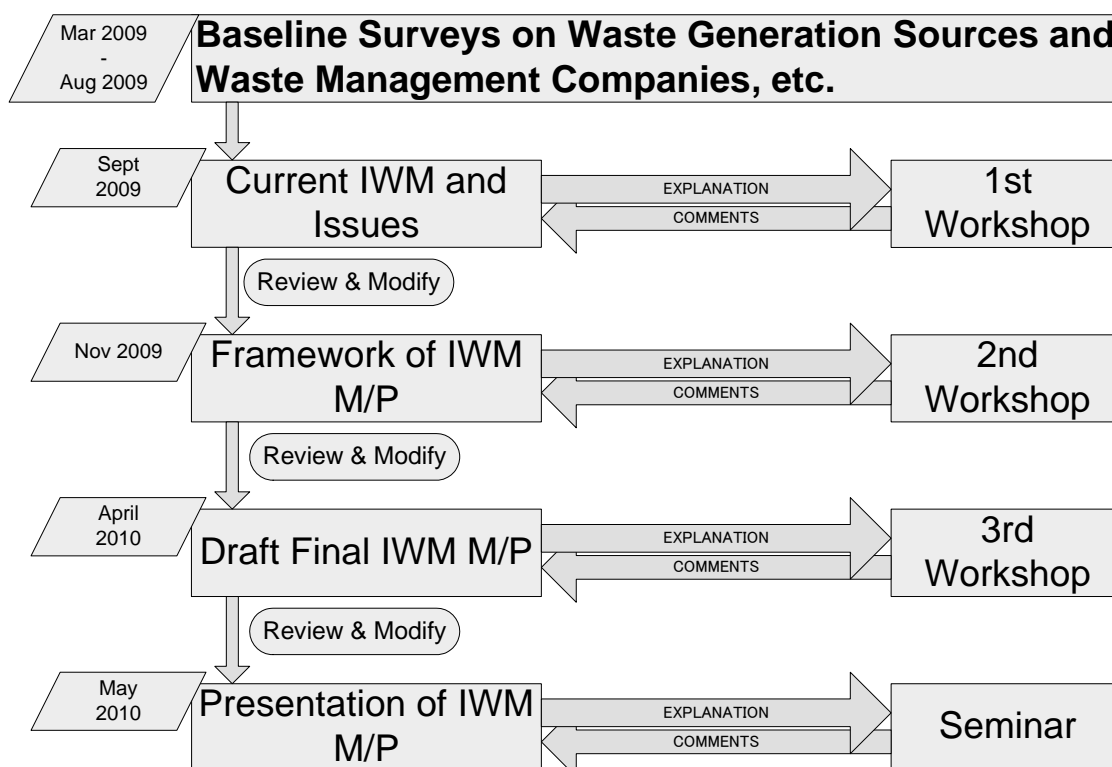 Mar 2009
-
Aug 2009
Baseline Surveys on Waste Generation Sources and
Waste Management Companies, etc.
Sept
2009
Current IWM and
Issues
EXPLANATION
COMMENTS
1st
Workshop
Review & Modify
Nov 2009
Framework of IWM
M/P
EXPLANATION
COMMENTS
2nd
Workshop
Review & Modify
April
2010
Draft Final IWM M/P
EXPLANATION
COMMENTS
3rd
Workshop
Review & Modify
May
2010
Presentation of IWM
M/P
EXPLANATION
COMMENTS
Seminar